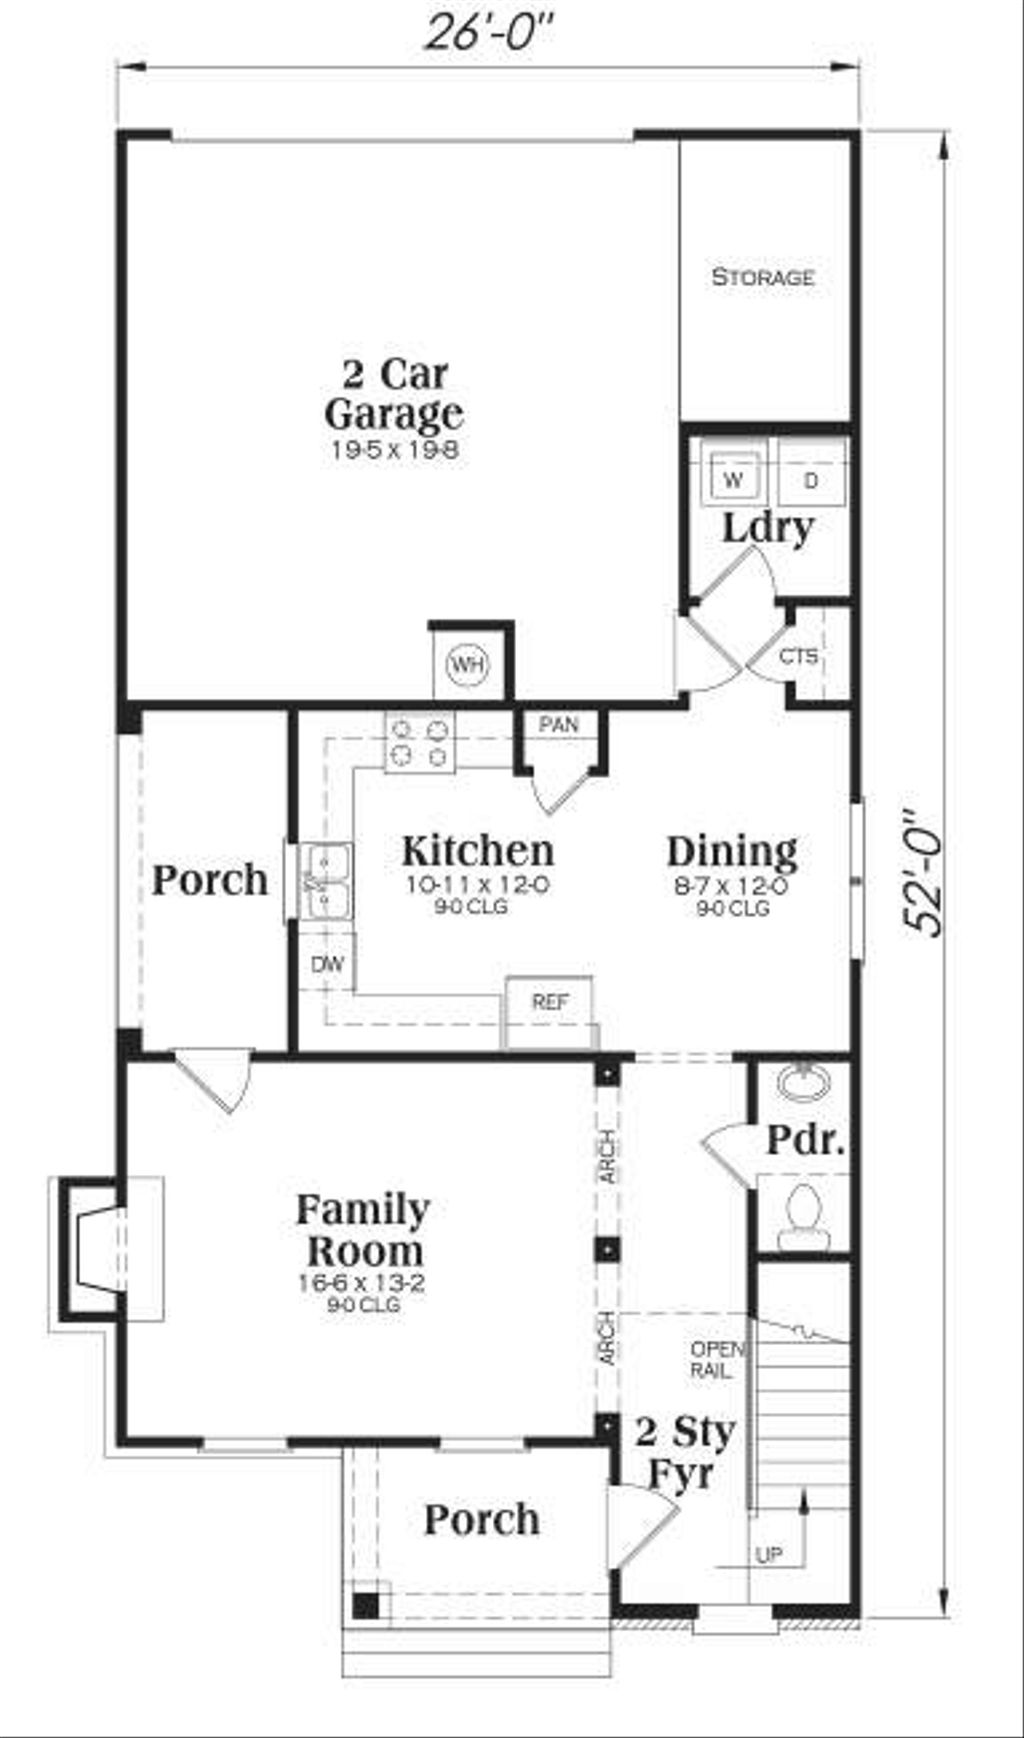 26'-0"
STORAGE
2 Car
Garage
19-5 x 19-8
W
D
Ldry
WH
CTS
PAN
Kitchen
10-11 x 12-0
9-0 CLG
Dining
8-7 x 12-0
9-0 CLG
52'-0"
Porch
DW
REF
ARCH
Pdr.
Family
Room
16-6 x 13-2
9-0 CLG
ARCH
OPEN
RAIL
2 Sty
Fyr
Porch
UP